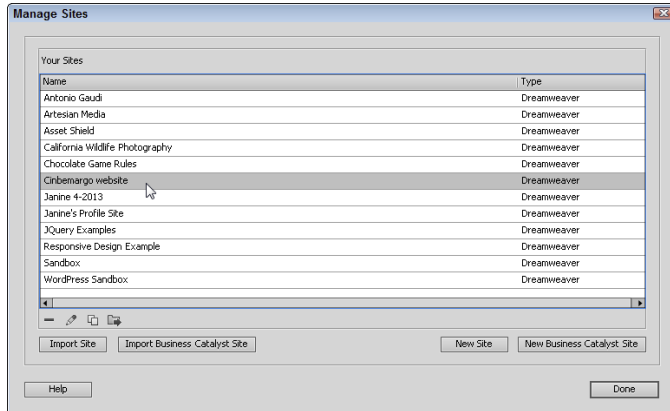 Manage Sites
Your Sites
Name Type
Antonio Gaudi Dreamweaver
Artesian Media Dreamweaver
Asset Shield Dreamweaver
California Wildlife Photography Dreamweaver
Chocolate Game Rules Dreamweaver
Cinbemargo website Dreamweaver
Janine 4-2013 Dreamweaver
Janine's Profile Site Dreamweaver
JQuery Examples Dreamweaver
Responsive Design Example Dreamweaver
Sandbox Dreamweaver
WordPress Sandbox Dreamweaver
Import Site Import Business Catalyst Site New Site New Business Catalyst Site
Help Done